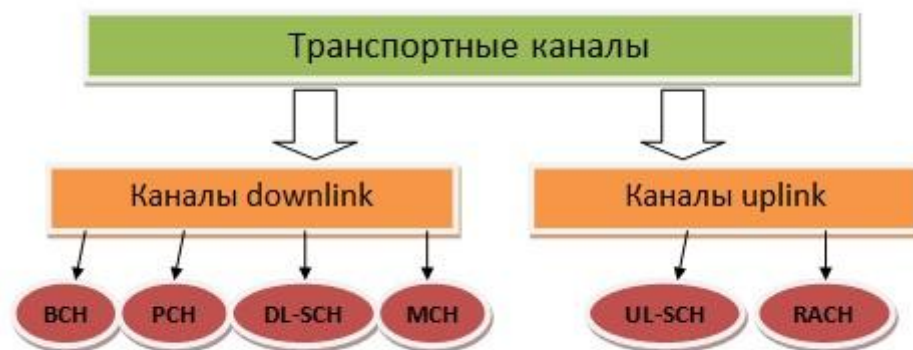 Транспортные каналы
Каналы downlink
Каналы uplink
BCH
PCH
DL-SCH
MCH
UL-SCH
RACH